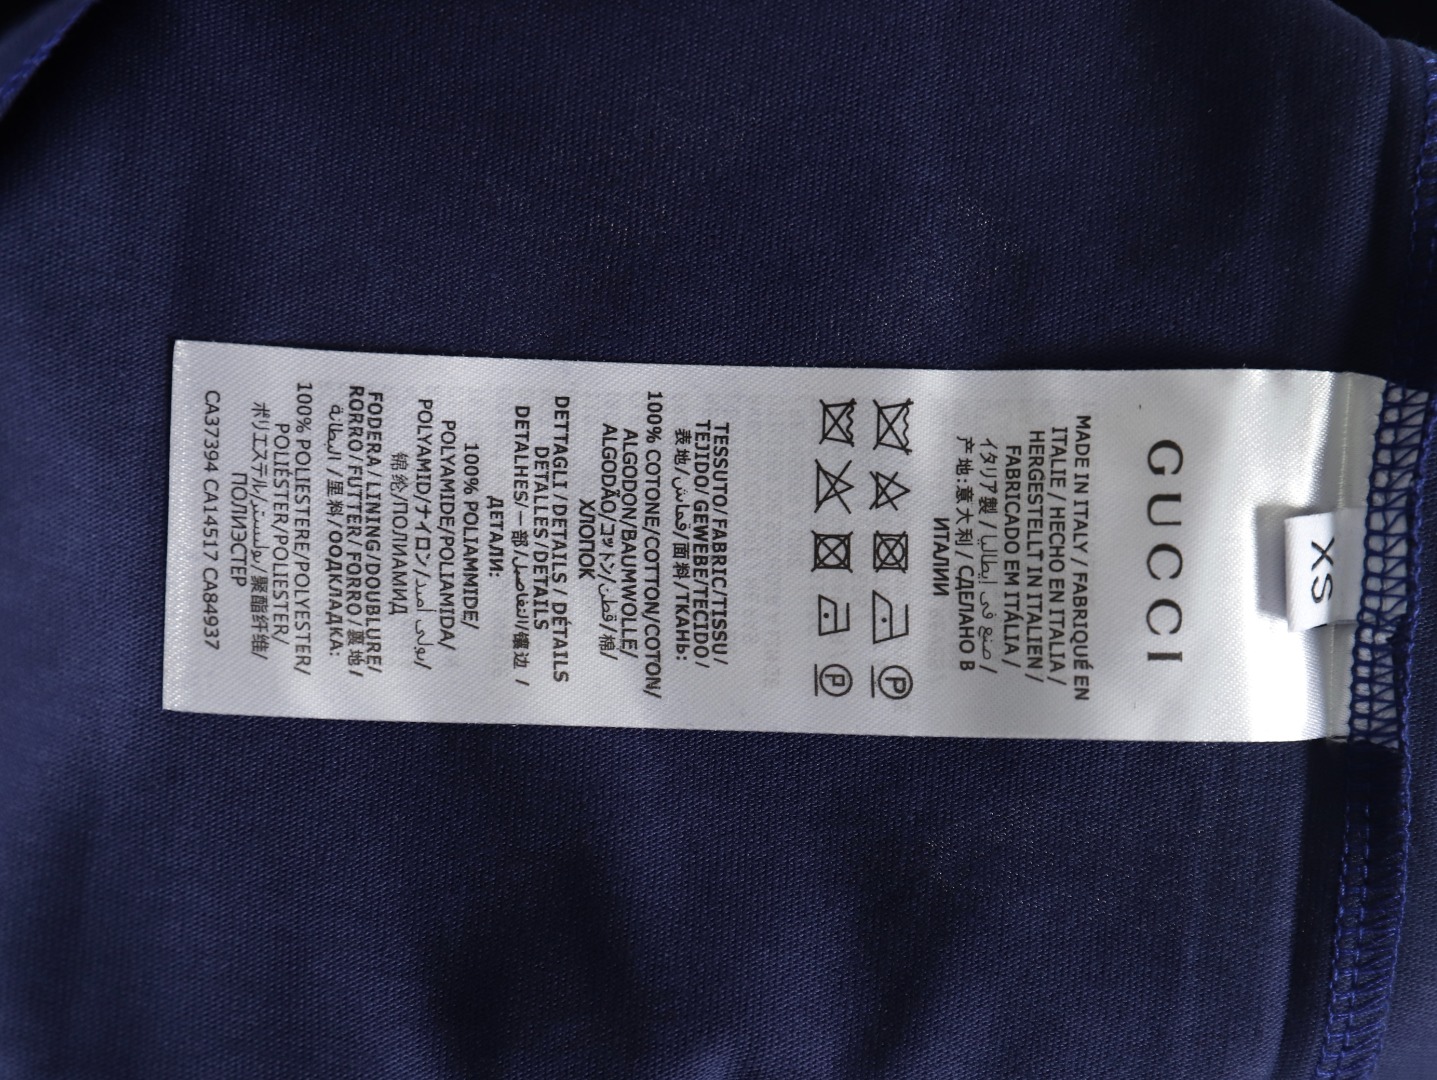 XS
GUCCI
MADE IN ITALY / FABRIQUÉ EN
ITALIE / HECHO EN ITALIA /
HERGESTELLT IN ITALIEN /
FABRICADO EM ITÁLIA /
イタリア製 / صنع في إيطاليا /
产地:意大利 / СДЕЛАНО В
ИТАЛИИ
P
P
TESSUTO/FABRIC/TISSU/
TEJIDO/GEWEBE/TECIDO/
表地/قماش/面料/ТКАНЬ:
100% COTONE/COTTON/COTON/
ALGODON/BAUMWOLLE/
ALGODÃO/コットン/قطن/棉/
ХЛОПОК
DETTAGLI/DETAILS / DÉTAILS
DETALLES/DETAILS
DETALHES/一部/التفاصيل/镶边 /
ДЕТАЛИ:
100% POLIAMMIDE/
POLYAMIDE/POLIAMIDA/
POLYAMID/ナイロン/بولي أميد/
锦纶/ПОЛИАМИД
FODERA / LINING/DOUBLURE/
RORRO/FUTTER/ FORRO / 裏地/
البطانة / 里料/OOДКЛАДКА:
100% POLIESTERE/POLYESTER/
POLIÉSTER/POLIESTER/
ポリエステル/بوليستر/聚酯纤维/
ПОЛИЭСТЕР
CA37394 CA14517 CA84937